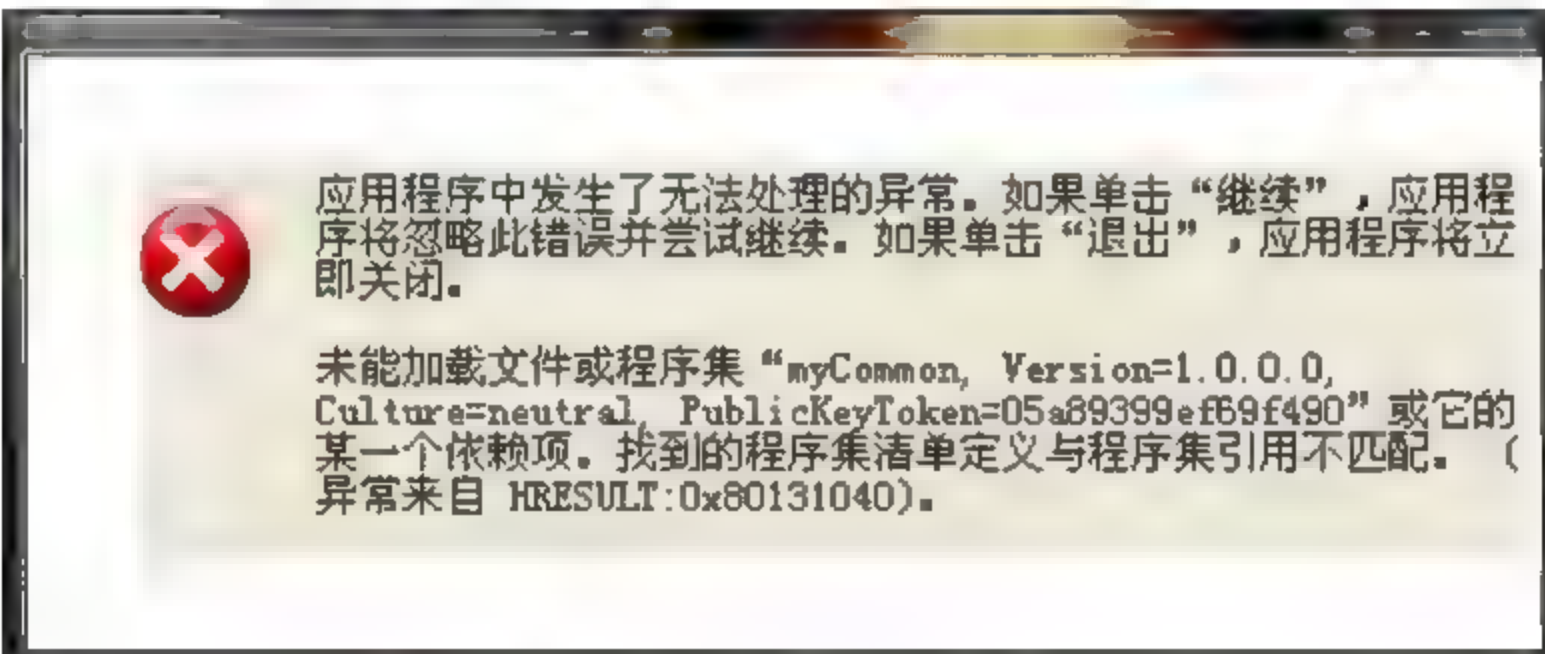 应用程序中发生了无法处理的异常。如果单击“继续”，应用程
序将忽略此错误并尝试继续。如果单击“退出”，应用程序将立
即关闭。
未能加载文件或程序集“myCommon, Version=1.0.0.0,
Culture=neutral, PublicKeyToken=05a89399ef69f490”或它的
某一个依赖项。找到的程序集清单定义与程序集引用不匹配。 (
异常来自 HRESULT:0x80131040)。